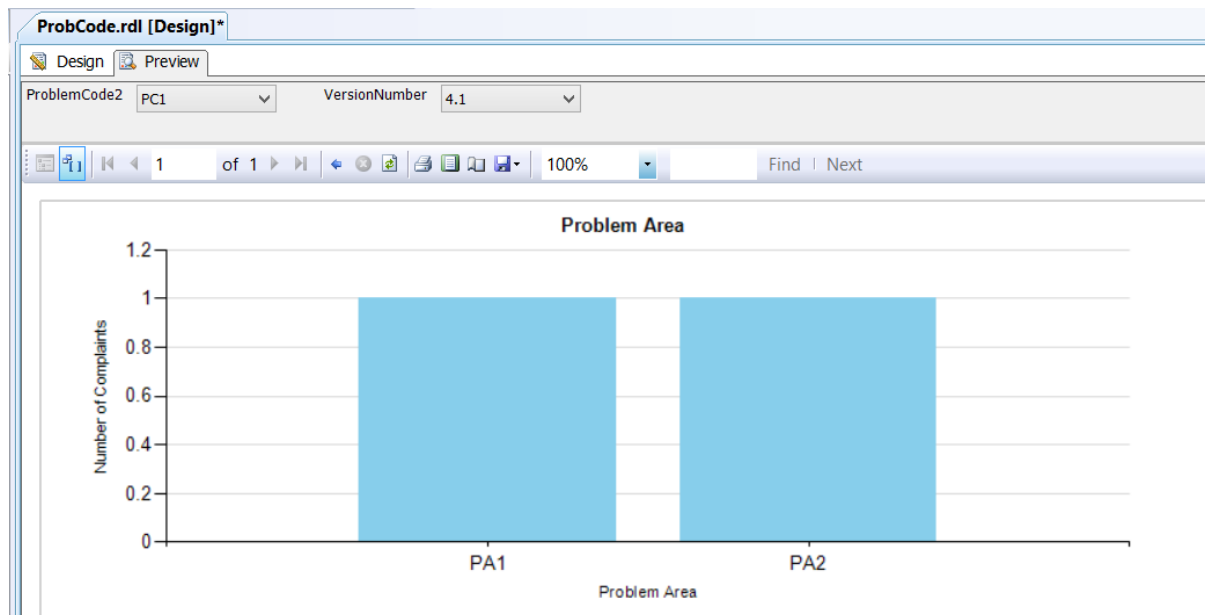 ProbCode.rdl [Design]*
Design Preview
ProblemCode2 PC1 VersionNumber 4.1
1 of 1 100% Find | Next
Problem Area
1.2
1
0.8
0.6
0.4
0.2
0
Number of Complaints
PA1 PA2
Problem Area